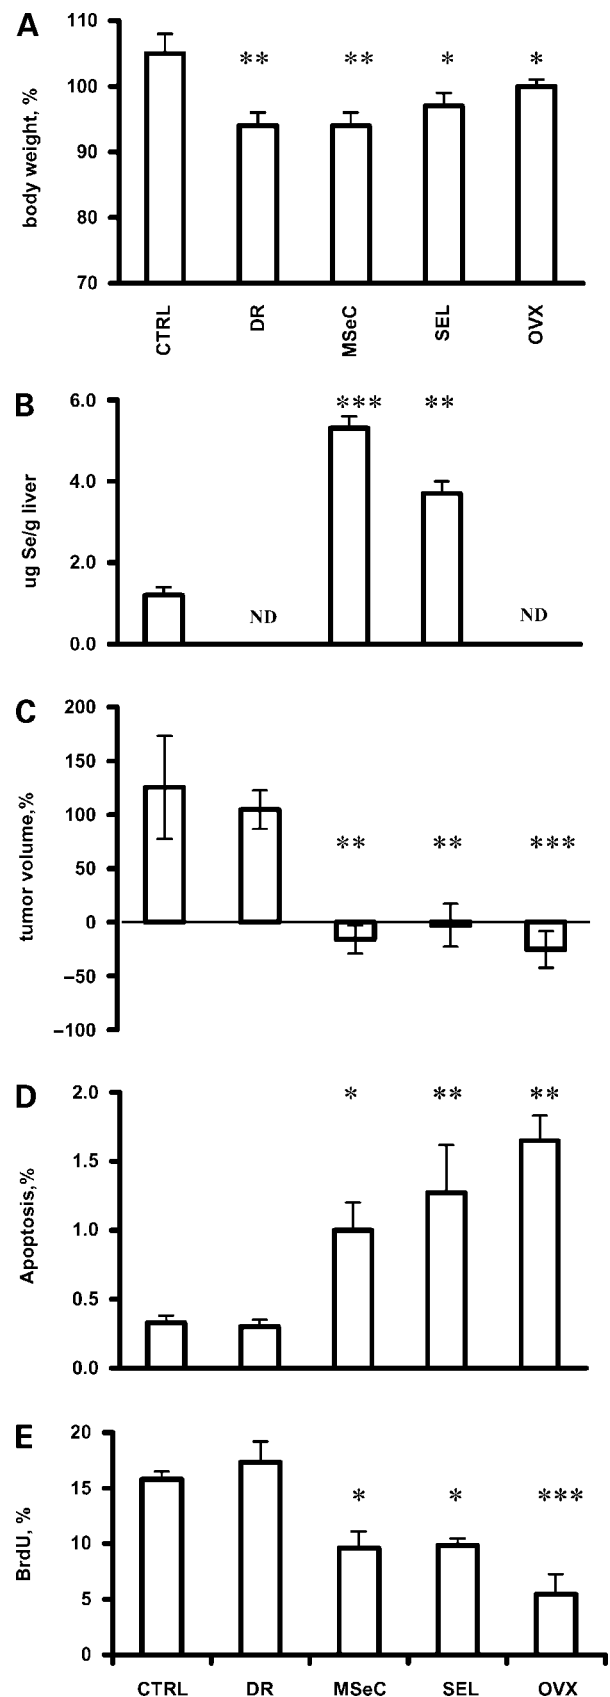 A
body weight, %
110
100
90
80
70
** ** * *
CTRL DR MSeC SEL OVX
B
ug Se/g liver
6.0
4.0
2.0
0.0
*** **
ND ND
C
tumor volume,%
200
150
100
50
0
–50
–100
** ** ***
D
Apoptosis,%
2.0
1.5
1.0
0.5
0.0
* ** **
E
BrdU, %
20
15
10
5
0
* * ***
CTRL DR MSeC SEL OVX